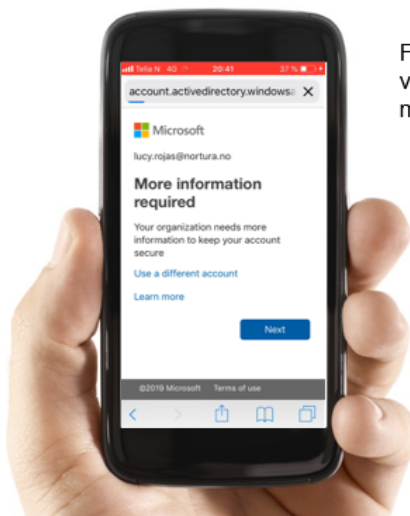 Telia N 4G 20:41 37 %
account.activedirectory.windowsa
Microsoft
lucy.rojas@nortura.no
More information
required
Your organization needs more
information to keep your account
secure
Use a different account
Learn more
Next
©2019 Microsoft Terms of use